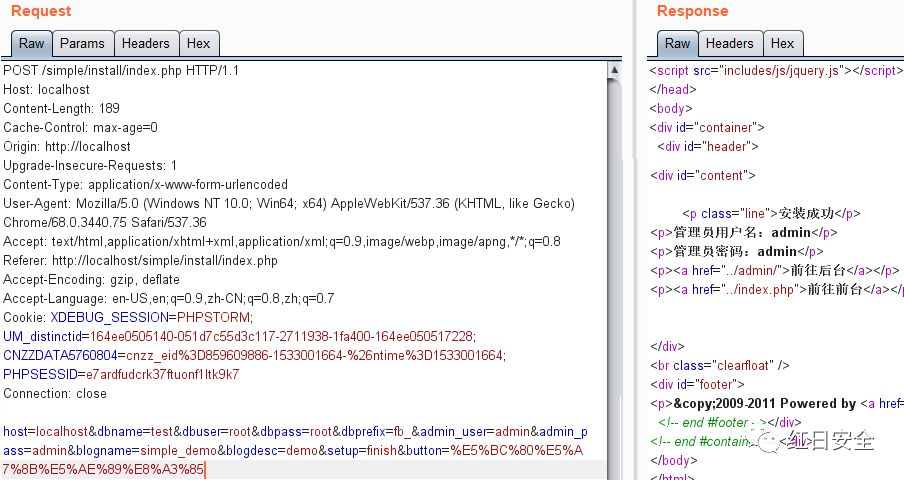 Request
Raw Params Headers Hex
POST /simple/install/index.php HTTP/1.1
Host: localhost
Content-Length: 189
Cache-Control: max-age=0
Origin: http://localhost
Upgrade-Insecure-Requests: 1
Content-Type: application/x-www-form-urlencoded
User-Agent: Mozilla/5.0 (Windows NT 10.0; Win64; x64) AppleWebKit/537.36 (KHTML, like Gecko)
Chrome/68.0.3440.75 Safari/537.36
Accept: text/html,application/xhtml+xml,application/xml;q=0.9,image/webp,image/apng,*/*;q=0.8
Referer: http://localhost/simple/install/index.php
Accept-Encoding: gzip, deflate
Accept-Language: en-US,en;q=0.9,zh-CN;q=0.8,zh;q=0.7
Cookie: XDEBUG_SESSION=PHPSTORM;
UM_distinctid=164ee0505140-051d7c55d3c117-2711938-1fa400-164ee050517228;
CNZZDATA5760804=cnzz_eid%3D859609886-1533001664-%26ntime%3D1533001664;
PHPSESSID=e7ardfudcrk37ftuonf1ltk9k7
Connection: close
host=localhost&dbname=test&dbuser=root&dbpass=root&dbprefix=fb_&admin_user=admin&admin_p
ass=admin&blogname=simple_demo&blogdesc=demo&setup=finish&button=%E5%BC%80%E5%A
7%8B%E5%AE%89%E8%A3%85
Response
Raw Headers Hex
<script src="includes/js/jquery.js"></script>
</head>
<body>
<div id="container">
<div id="header">
<div id="content">
<p class="line">安装成功</p>
<p>管理员用户名：admin</p>
<p>管理员密码：admin</p>
<p><a href="../admin/">前往后台</a></p>
<p><a href="../index.php">前往前台</a></p
</div>
<br class="clearfloat" />
<div id="footer">
<p>&copy;2009-2011 Powered by <a href=
<!-- end #footer --></div>
<!-- end #container --></div>
</body>
</html>
红日安全